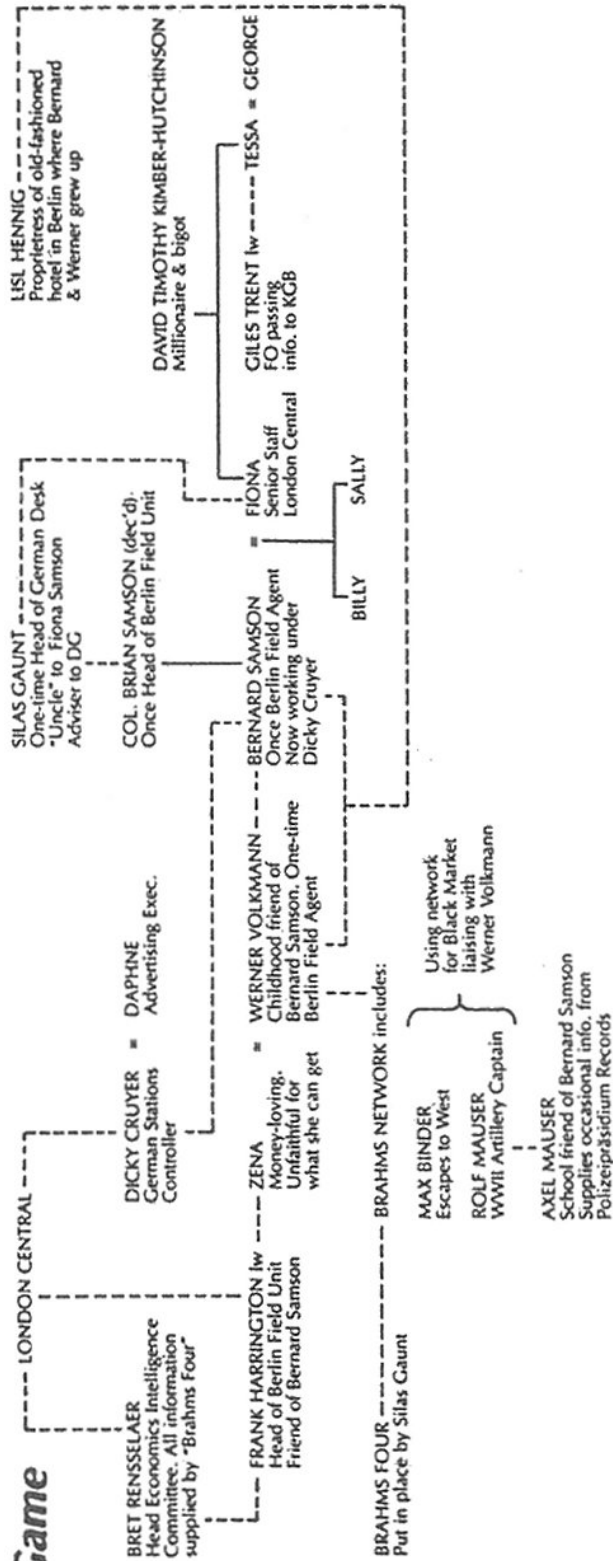 Game
LONDON CENTRAL
BRET RENSSELAER
Head Economics Intelligence
Committee. All information
supplied by "Brahms Four"
DICKY CRUYER = DAPHNE
German Stations
Controller
Advertising Exec.
SILAS GAUNT
One-time Head of German Desk
"Uncle" to Fiona Samson
Adviser to DG
COL. BRIAN SAMSON (dec'd).
Once Head of Berlin Field Unit
LISL HENNIG
Proprietress of old-fashioned
hotel in Berlin where Bernard
& Werner grew up
DAVID TIMOTHY KIMBER-HUTCHINSON
Millionaire & bigot
FRANK HARRINGTON lw
Head of Berlin Field Unit
Friend of Bernard Samson
ZENA
Money-loving.
Unfaithful for
what she can get
=
WERNER VOLKMANN
Childhood friend of
Bernard Samson. One-time
Berlin Field Agent
BERNARD SAMSON
Once Berlin Field Agent
Now working under
Dicky Cruyer
=
FIONA
Senior Staff
London Central
GILES TRENT lw
FO passing
info. to KGB
TESSA = GEORGE
BILLY
SALLY
BRAHMS FOUR
Put in place by Silas Gaunt
BRAHMS NETWORK includes:
MAX BINDER
Escapes to West
ROLF MAUSER
WWII Artillery Captain
Using network
for Black Market
liaising with
Werner Volkmann
AXEL MAUSER
School friend of Bernard Samson
Supplies occasional info. from
Polizeipräsidium Records